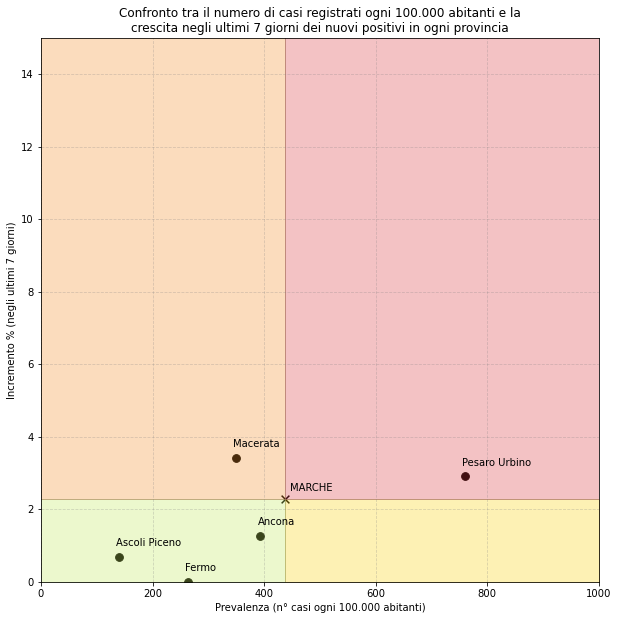 Confronto tra il numero di casi registrati ogni 100.000 abitanti e la
crescita negli ultimi 7 giorni dei nuovi positivi in ogni provincia
14
12
10
8
6
4
2
0
Incremento % (negli ultimi 7 giorni)
Macerata
Pesaro Urbino
MARCHE
Ancona
Ascoli Piceno
Fermo
0 200 400 600 800 1000
Prevalenza (n° casi ogni 100.000 abitanti)